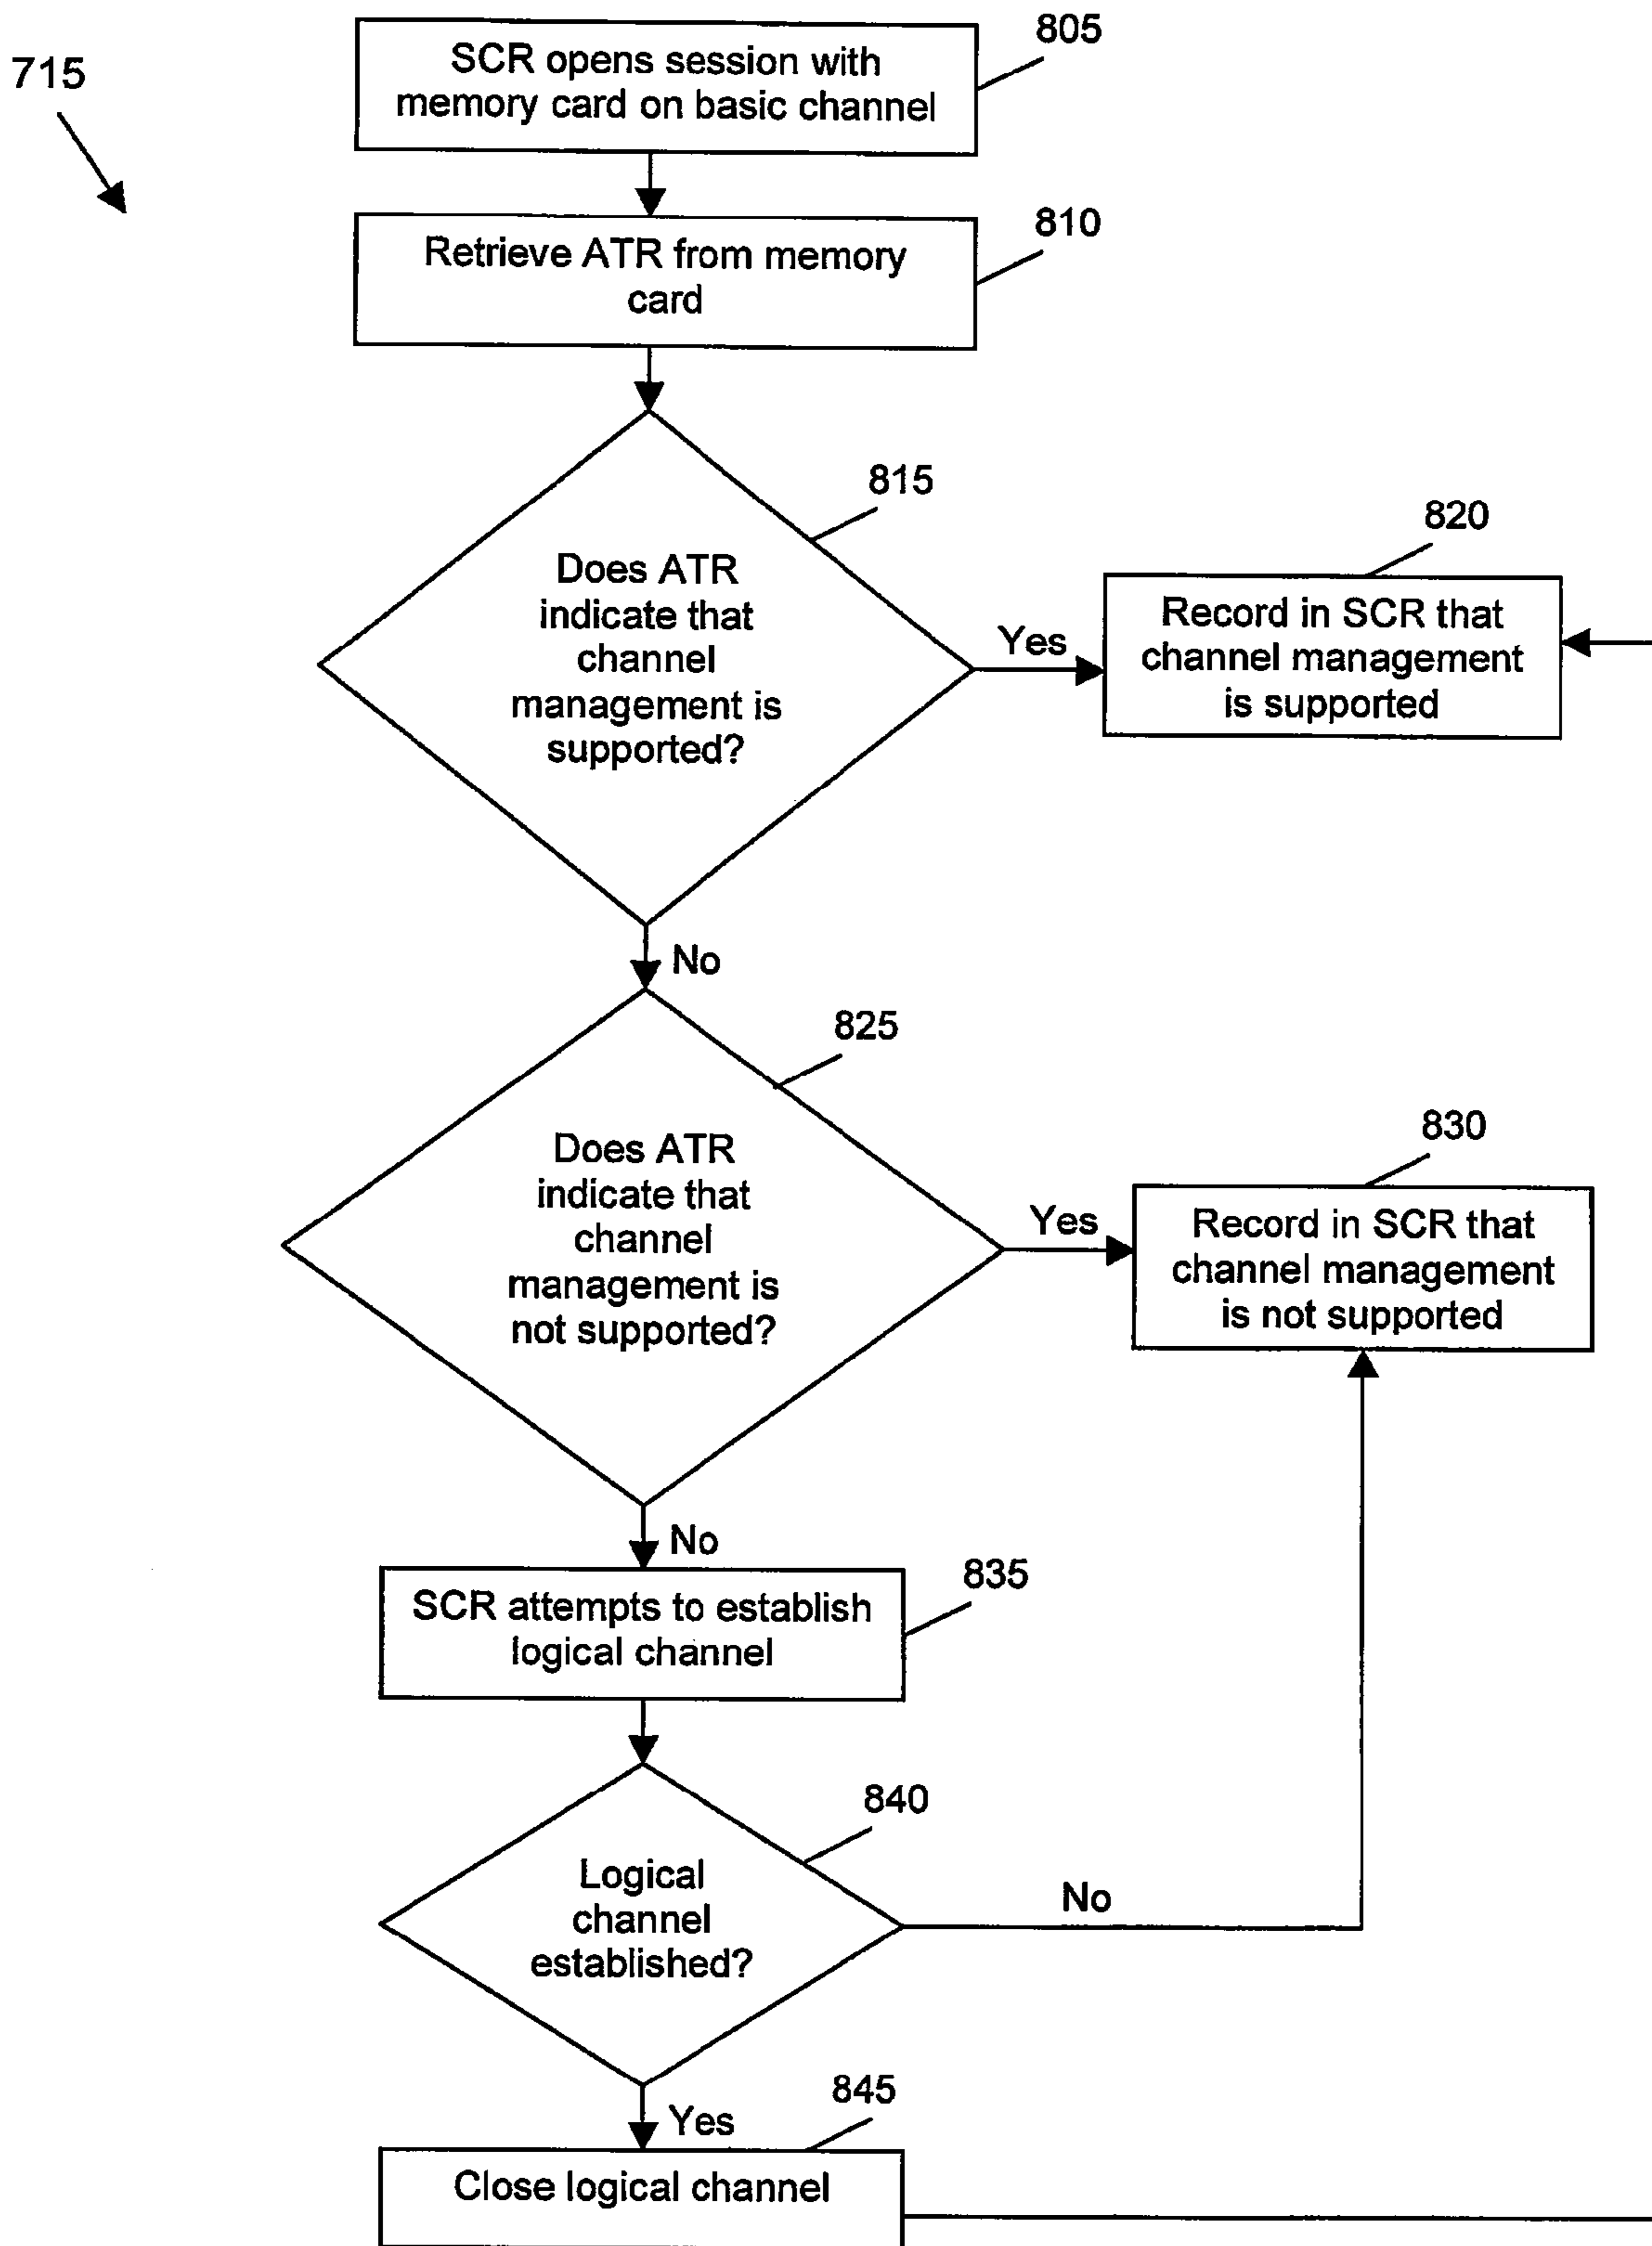 805
SCR opens session with
memory card on basic channel
715
810
Retrieve ATR from memory
card
815
Does ATR
indicate that
channel
management is
supported?
820
Yes
Record in SCR that
channel management
is supported
No
825
Does ATR
indicate that
channel
management is
not supported?
830
Yes
Record in SCR that
channel management
is not supported
No
835
SCR attempts to establish
logical channel
840
Logical
channel
established?
No
845
Yes
Close logical channel